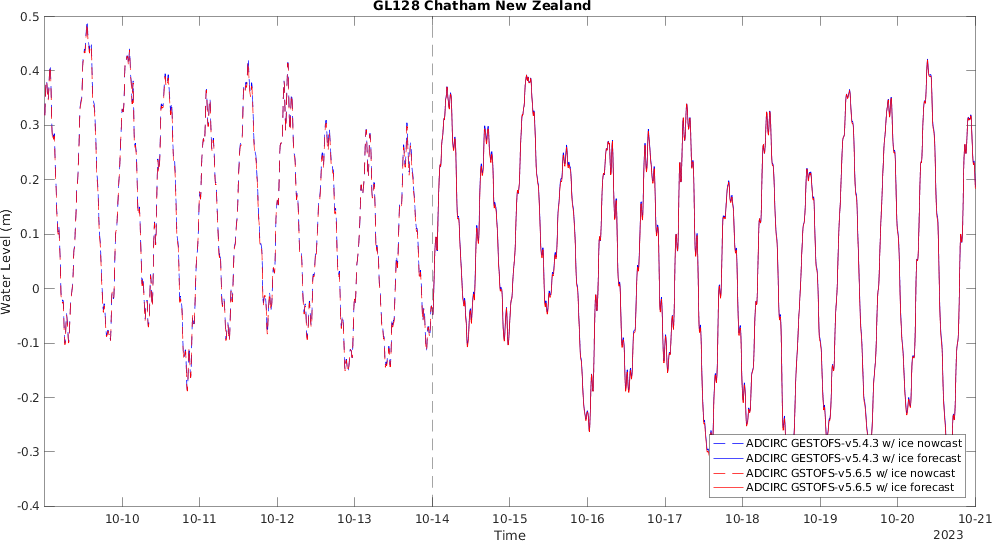 GL128 Chatham New Zealand
0.5
0.4
0.3
0.2
0.1
0
-0.1
-0.2
-0.3
-0.4
Water Level (m)
ADCIRC GESTOFS-v5.4.3 w/ ice nowcast
ADCIRC GESTOFS-v5.4.3 w/ ice forecast
ADCIRC GSTOFS-v5.6.5 w/ ice nowcast
ADCIRC GSTOFS-v5.6.5 w/ ice forecast
10-10 10-11 10-12 10-13 10-14 10-15 10-16 10-17 10-18 10-19 10-20 10-21
Time
2023